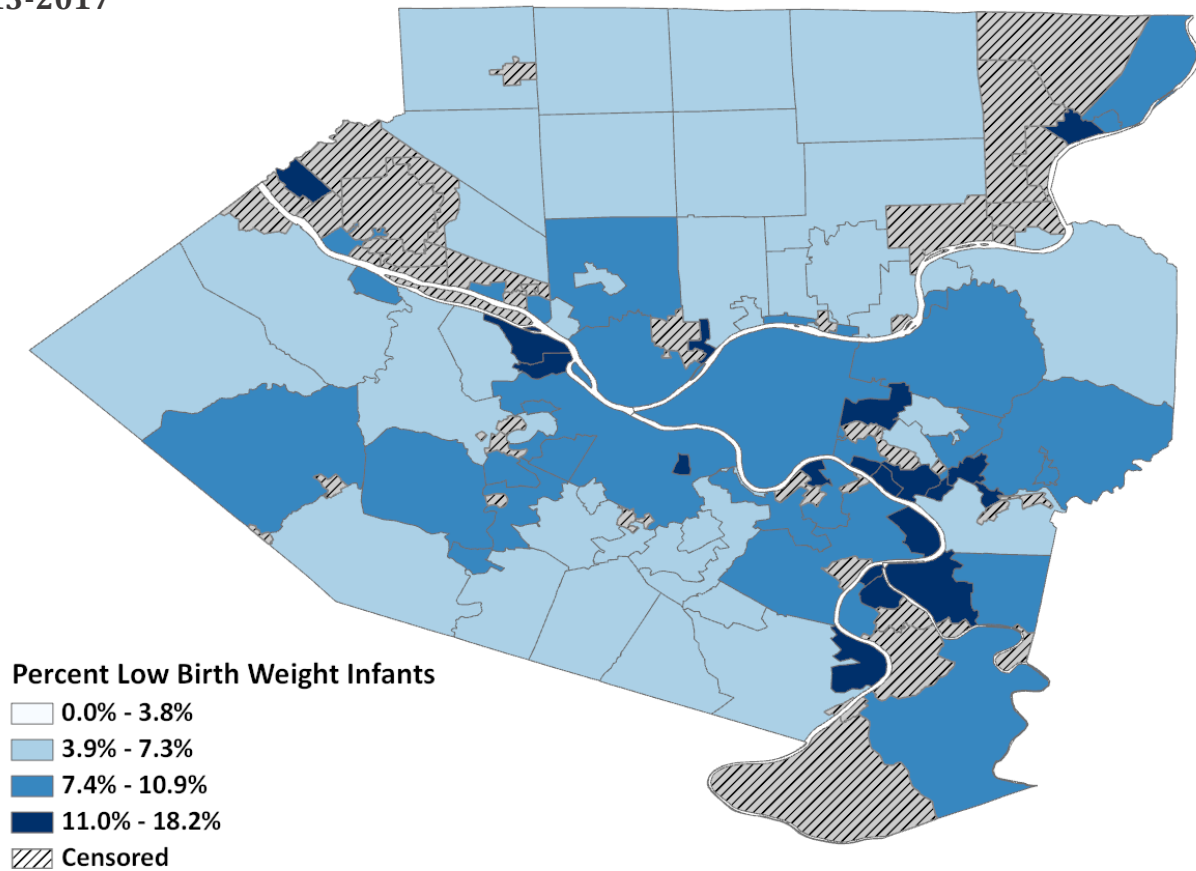 Percent Low Birth Weight Infants
0.0% - 3.8%
3.9% - 7.3%
7.4% - 10.9%
11.0% - 18.2%
Censored